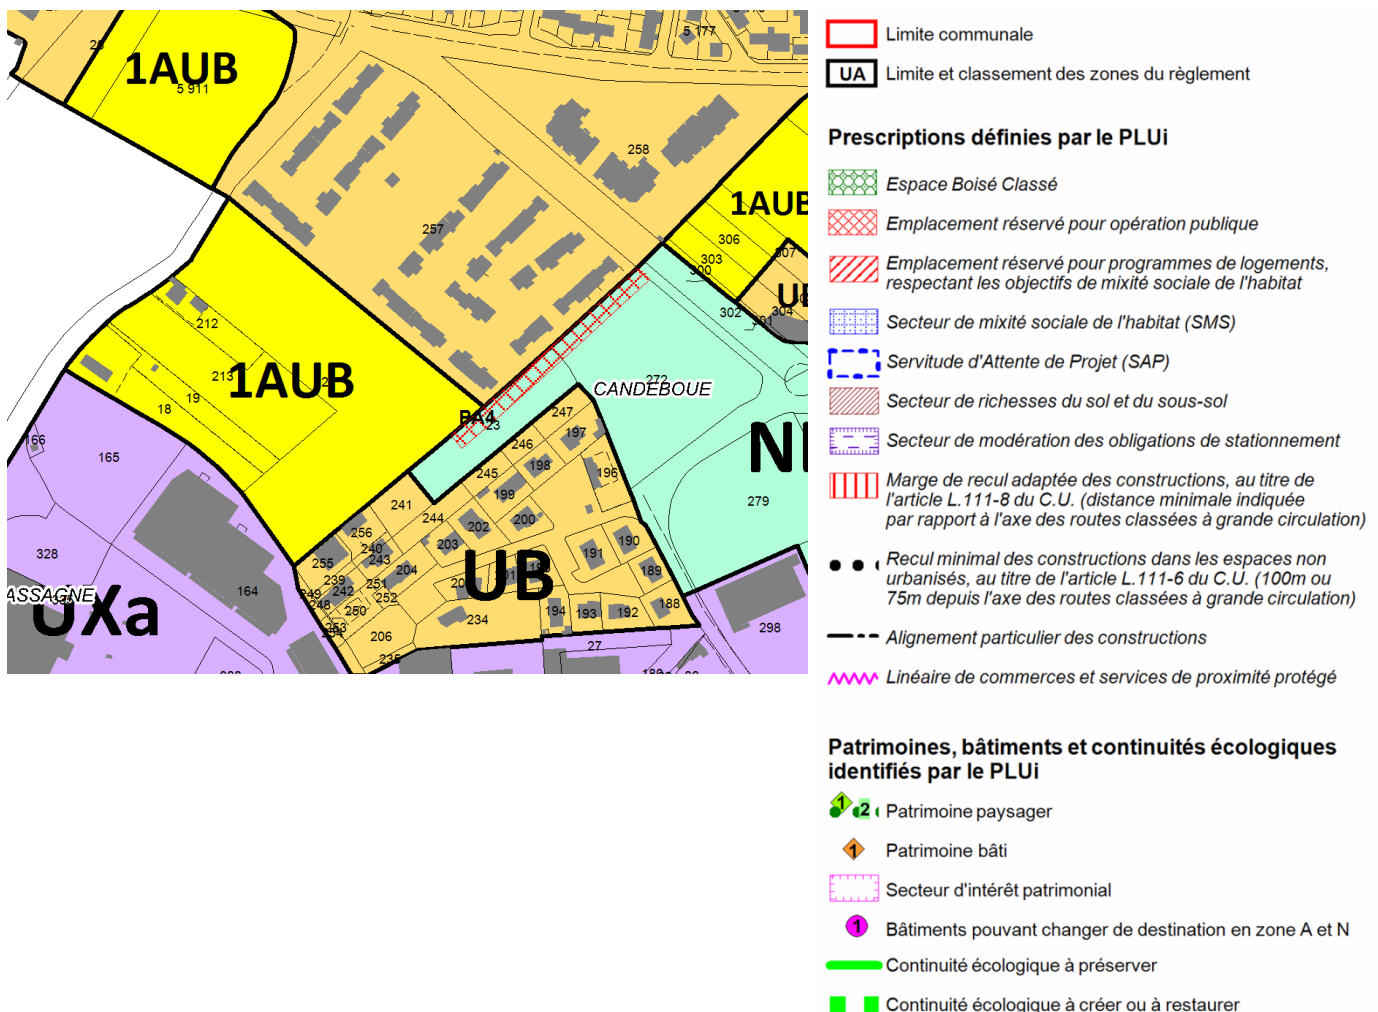 26
1AUB
5 911
5 177
258
257
1AUB
306
307
303
300
302
301
304
212
213
1AUB
19
18
CANDEBOUE
272
23
247
197
246
198
245
196
199
241
244
202
200
256
240
243
203
190
191
255
204
UB
189
239
242
251
252
249
248
250
234
194
193
192
188
253
206
235
27
298
279
166
165
328
164
ASSAGNE
UXa
Limite communale
UA Limite et classement des zones du règlement
Prescriptions définies par le PLUi
Espace Boisé Classé
Emplacement réservé pour opération publique
Emplacement réservé pour programmes de logements,
respectant les objectifs de mixité sociale de l'habitat
Secteur de mixité sociale de l'habitat (SMS)
Servitude d'Attente de Projet (SAP)
Secteur de richesses du sol et du sous-sol
Secteur de modération des obligations de stationnement
Marge de recul adaptée des constructions, au titre de
l'article L.111-8 du C.U. (distance minimale indiquée
par rapport à l'axe des routes classées à grande circulation)
Recul minimal des constructions dans les espaces non
urbanisés, au titre de l'article L.111-6 du C.U. (100m ou
75m depuis l'axe des routes classées à grande circulation)
Alignement particulier des constructions
Linéaire de commerces et services de proximité protégé
Patrimoines, bâtiments et continuités écologiques
identifiés par le PLUi
1 2 Patrimoine paysager
1 Patrimoine bâti
Secteur d'intérêt patrimonial
1 Bâtiments pouvant changer de destination en zone A et N
Continuité écologique à préserver
Continuité écologique à créer ou à restaurer